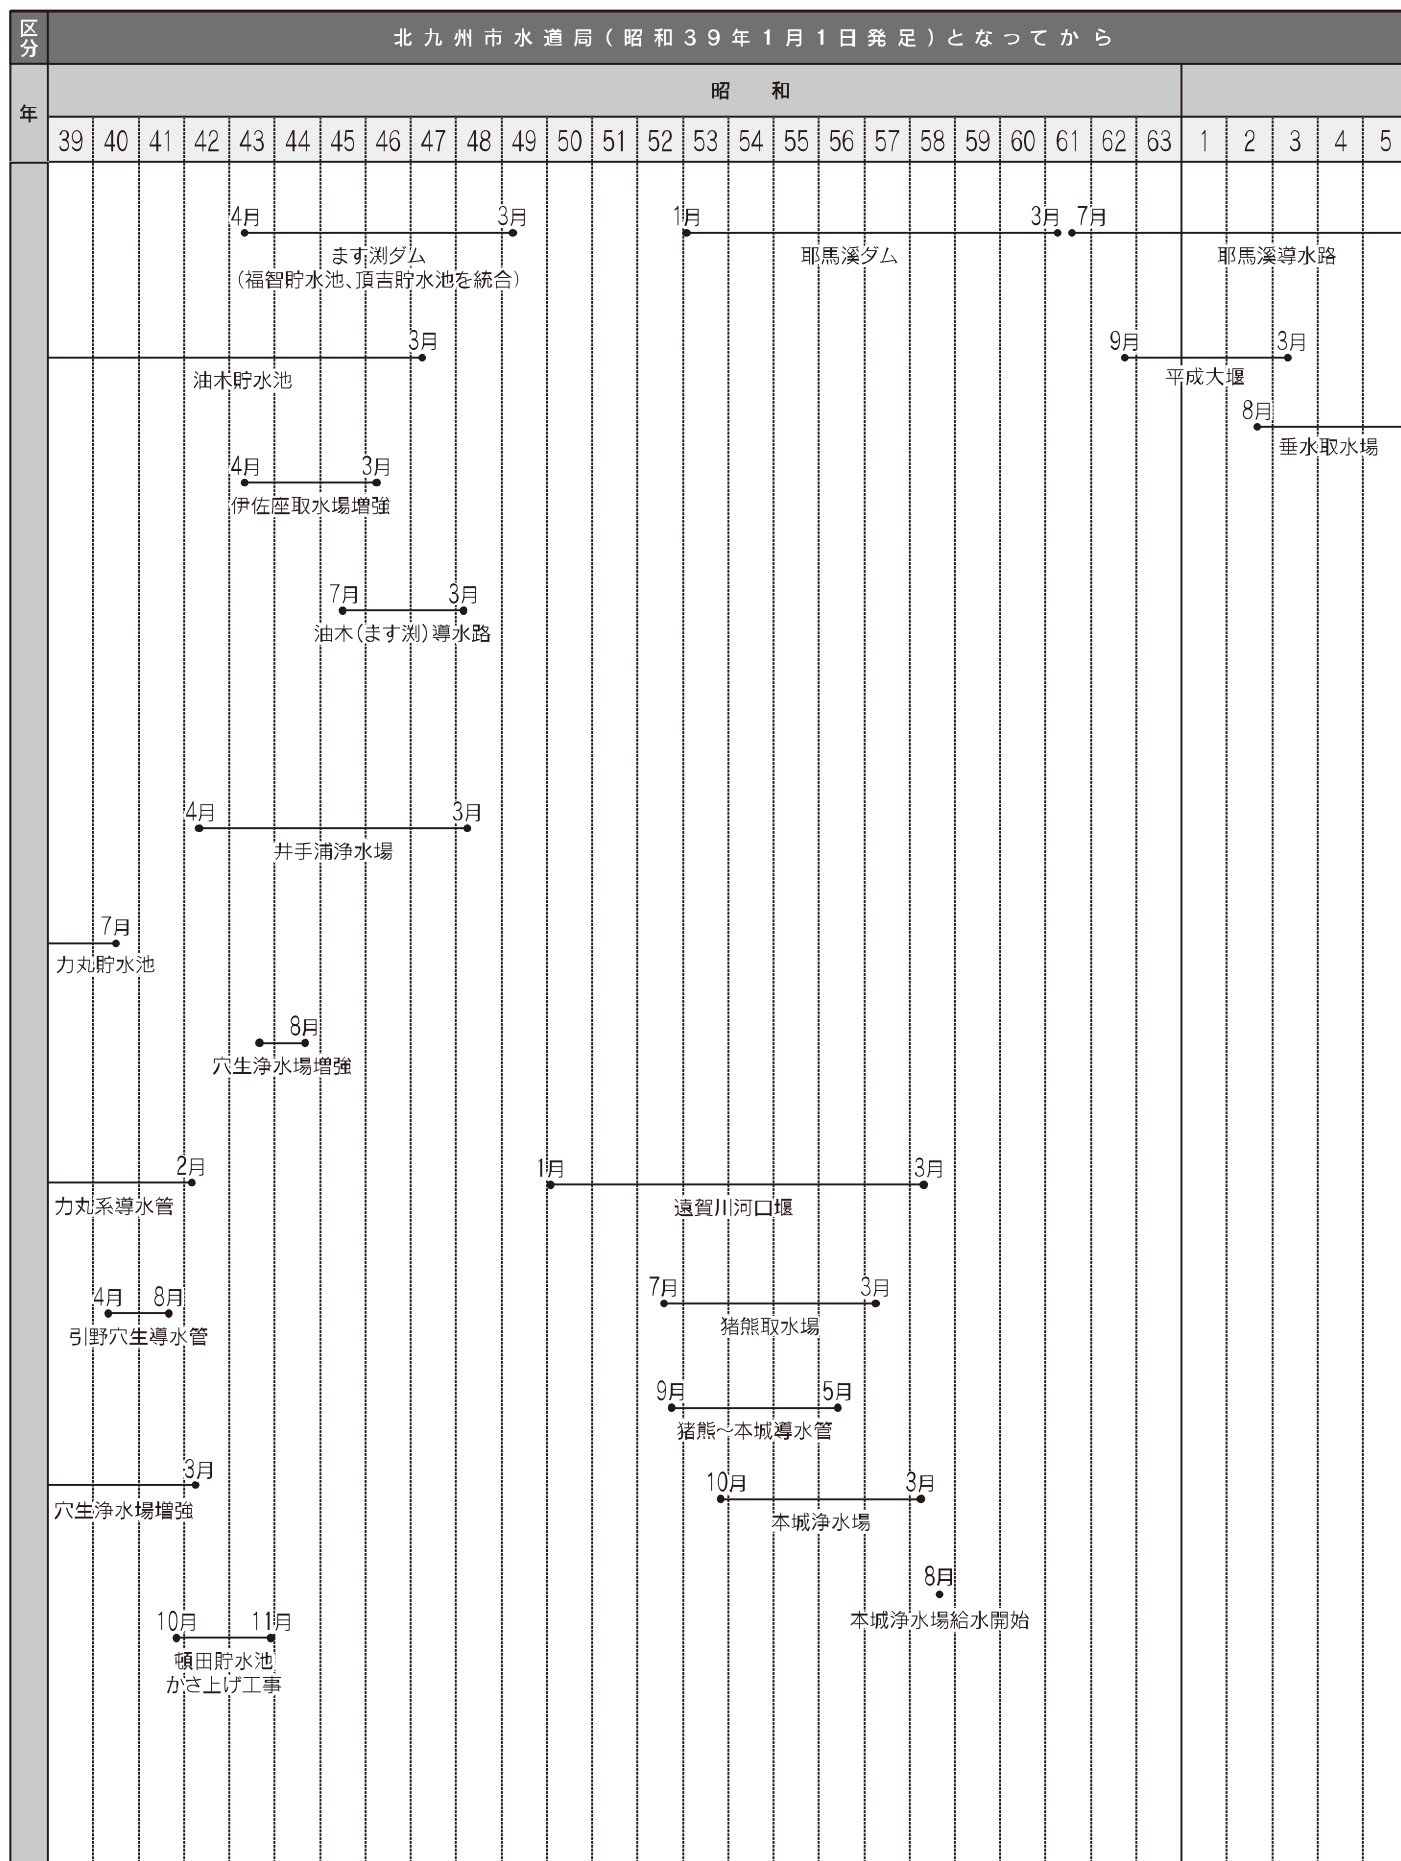 区分
北九州市水道局(昭和39年1月1日発足)となってから
年
昭 和
39 40 41 42 43 44 45 46 47 48 49 50 51 52 53 54 55 56 57 58 59 60 61 62 63 1 2 3 4 5
4月 3月
ます渕ダム
(福智貯水池、頂吉貯水池を統合)
1月 3月
耶馬溪ダム
7月
耶馬溪導水路
3月
油木貯水池
9月 3月
平成大堰
8月
垂水取水場
4月 3月
伊佐座取水場増強
7月 3月
油木(ます渕)導水路
4月 3月
井手浦浄水場
7月
力丸貯水池
8月
穴生浄水場増強
2月
力丸系導水管
1月 3月
遠賀川河口堰
4月 8月
引野穴生導水管
7月 3月
猪熊取水場
9月 5月
猪熊～本城導水管
3月
穴生浄水場増強
10月 3月
本城浄水場
8月
本城浄水場給水開始
10月 11月
頓田貯水池
かさ上げ工事